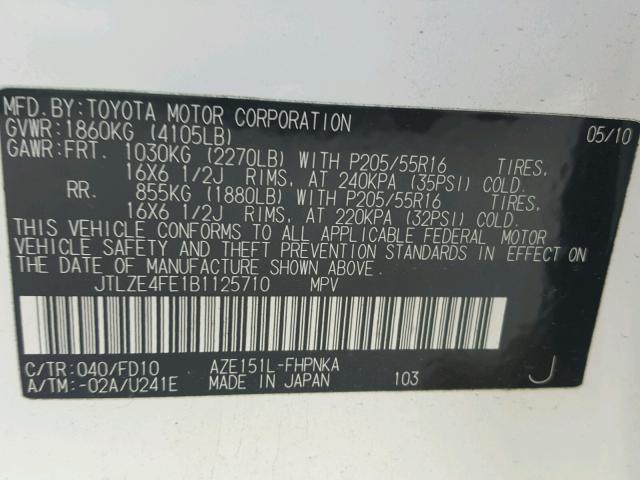 MFD.BY:TOYOTA MOTOR CORPORATION 05/10
GVWR:1860KG (4105LB)
GAWR:FRT. 1030KG (2270LB) WITH P205/55R16 TIRES,
16X6 1/2J RIMS, AT 240KPA (35PSI) COLD.
RR. 855KG (1880LB) WITH P205/55R16 TIRES,
16X6 1/2J RIMS, AT 220KPA (32PSI) COLD.
THIS VEHICLE CONFORMS TO ALL APPLICABLE FEDERAL MOTOR
VEHICLE SAFETY AND THEFT PREVENTION STANDARDS IN EFFECT ON
THE DATE OF MANUFACTURE SHOWN ABOVE.
JTLZE4FE1B1125710 MPV
C/TR:040/FD10 AZE151L-FHPNKA
A/TM:-02A/U241E MADE IN JAPAN 103 J